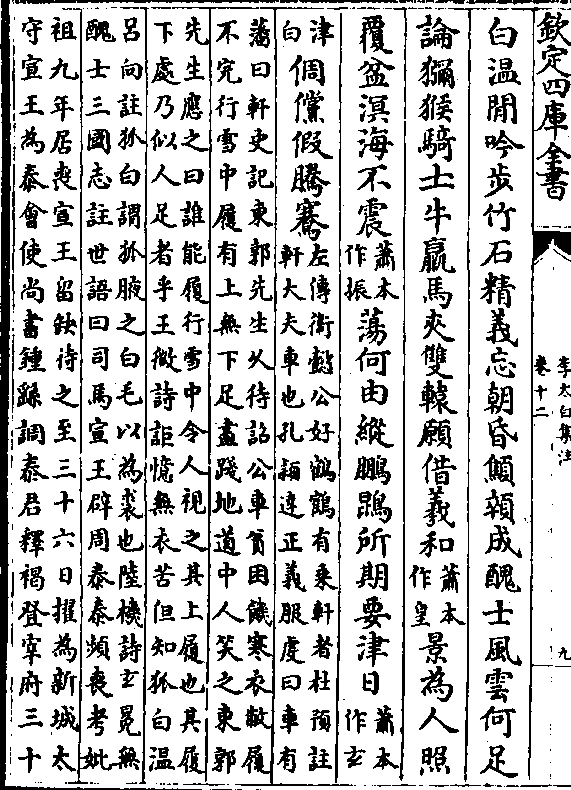 欽定四庫全書
李太白集注
卷十二
九
白温閒吟步竹石精義忘朝昏顦顇成醜士風雲何足
論獼猴騎土牛羸馬夾雙轅願借羲和蕭本作皇景為人照
覆盆溟海不震蕭本作振蕩何由縱鵬鵾所期要津日蕭本作玄
津白倜儻假騰騫左傳衛懿公好鶴鶴有乗軒者杜預註
軒大夫車也孔穎達正義服虔曰車有
藩曰軒史記東郭先生久待詔公車貧困饑寒衣敝履
不完行雪中履有上無下足盡踐地道中人笑之東郭
先生應之曰誰能履行雪中令人視之其上履也其履
下處乃似人足者乎王微詩詎憶無衣苦但知狐白温
呂向註狐白謂狐腋之白毛以為裘也陸機詩玄冕無
醜士三國志註世語曰司馬宣王辟周泰泰頻喪考妣
祖九年居喪宣王留缺待之至三十六日擢為新城太
守宣王為泰會使尚書鍾繇調泰君釋褐登宰府三十